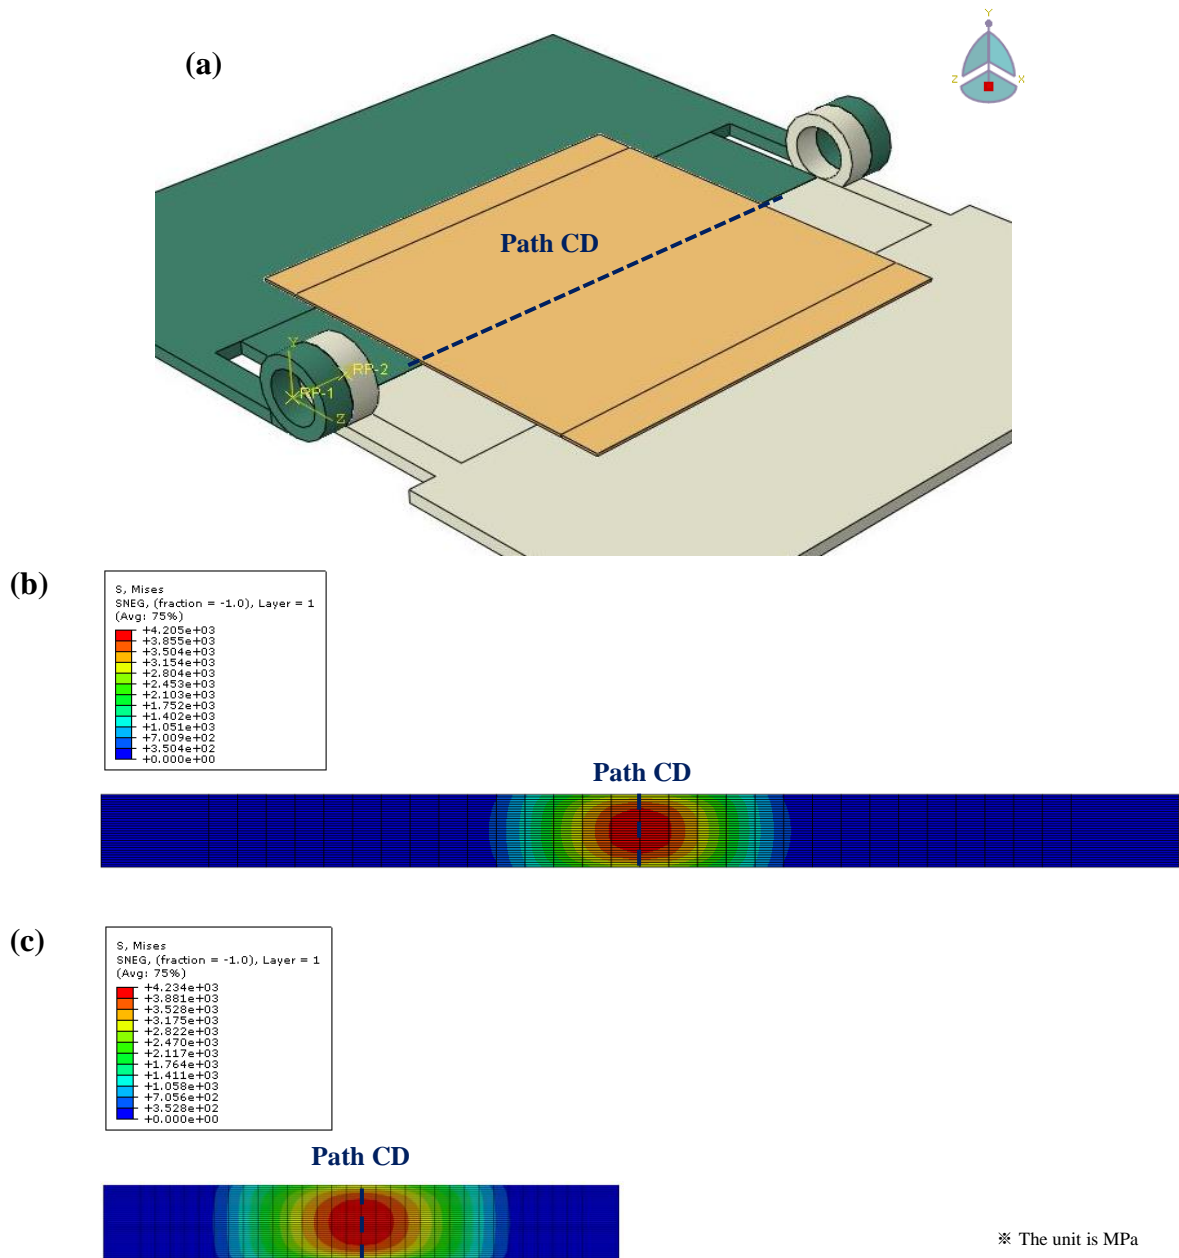 (a)
Y
Z
X
Path CD
Y
RP-2
RP-1
Z
(b)
S, Mises
SNEG, (fraction = -1.0), Layer = 1
(Avg: 75%)
+4.205e+03
+3.855e+03
+3.504e+03
+3.154e+03
+2.804e+03
+2.453e+03
+2.103e+03
+1.752e+03
+1.402e+03
+1.051e+03
+7.009e+02
+3.504e+02
+0.000e+00
Path CD
(c)
S, Mises
SNEG, (fraction = -1.0), Layer = 1
(Avg: 75%)
+4.234e+03
+3.881e+03
+3.528e+03
+3.175e+03
+2.822e+03
+2.470e+03
+2.117e+03
+1.764e+03
+1.411e+03
+1.058e+03
+7.056e+02
+3.528e+02
+0.000e+00
Path CD
※ The unit is MPa